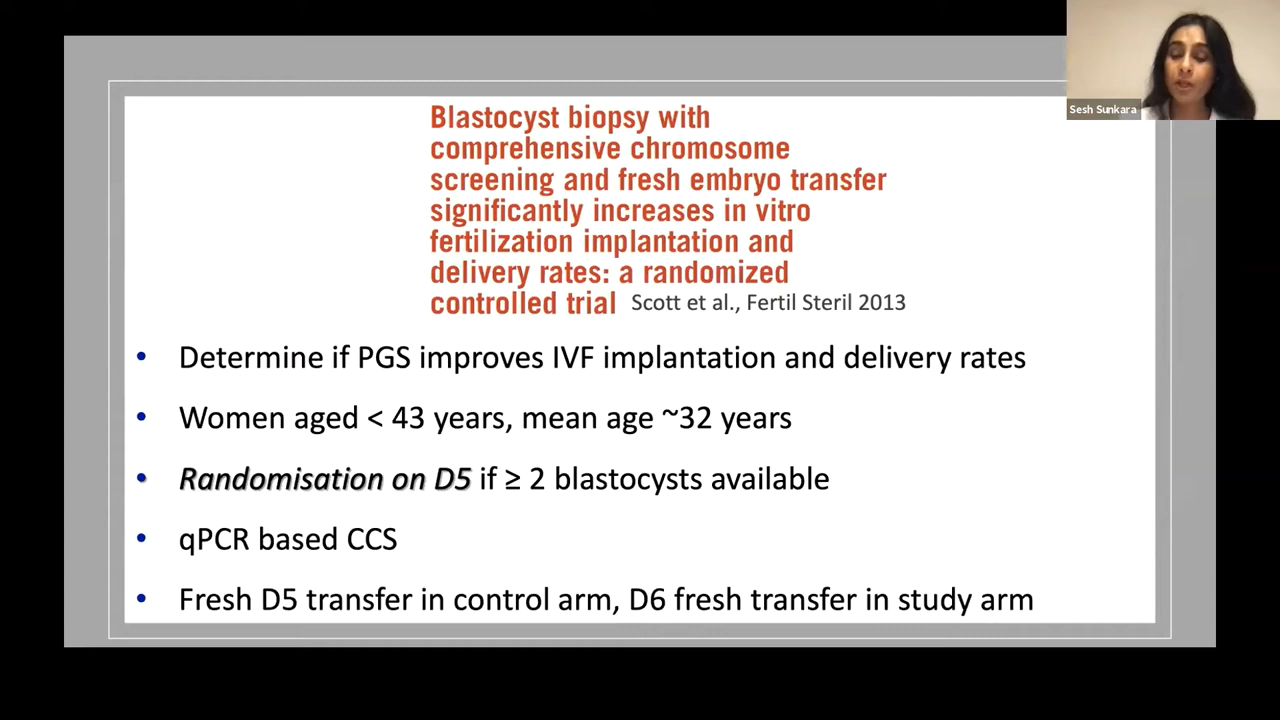 Blastocyst biopsy with
comprehensive chromosome
screening and fresh embryo transfer
significantly increases in vitro
fertilization implantation and
delivery rates: a randomized
controlled trial Scott et al., Fertil Steril 2013
Sesh Sunkara
• Determine if PGS improves IVF implantation and delivery rates
• Women aged < 43 years, mean age ~32 years
• Randomisation on D5 if ≥ 2 blastocysts available
• qPCR based CCS
• Fresh D5 transfer in control arm, D6 fresh transfer in study arm